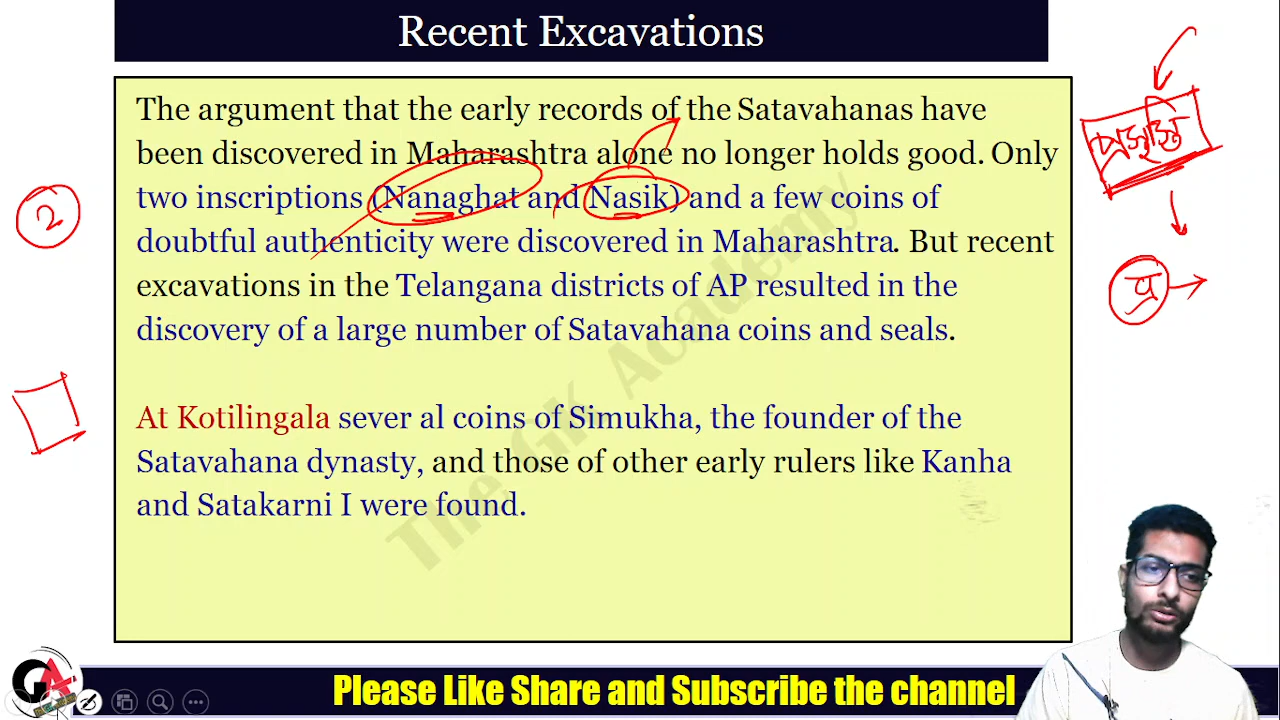 Recent Excavations
The argument that the early records of the Satavahanas have
been discovered in Maharashtra alone no longer holds good. Only
two inscriptions (Nanaghat and Nasik) and a few coins of
doubtful authenticity were discovered in Maharashtra. But recent
excavations in the Telangana districts of AP resulted in the
discovery of a large number of Satavahana coins and seals.
At Kotilingala sever al coins of Simukha, the founder of the
Satavahana dynasty, and those of other early rulers like Kanha
and Satakarni I were found.
2
The GK Academy
GA
Please Like Share and Subscribe the channel